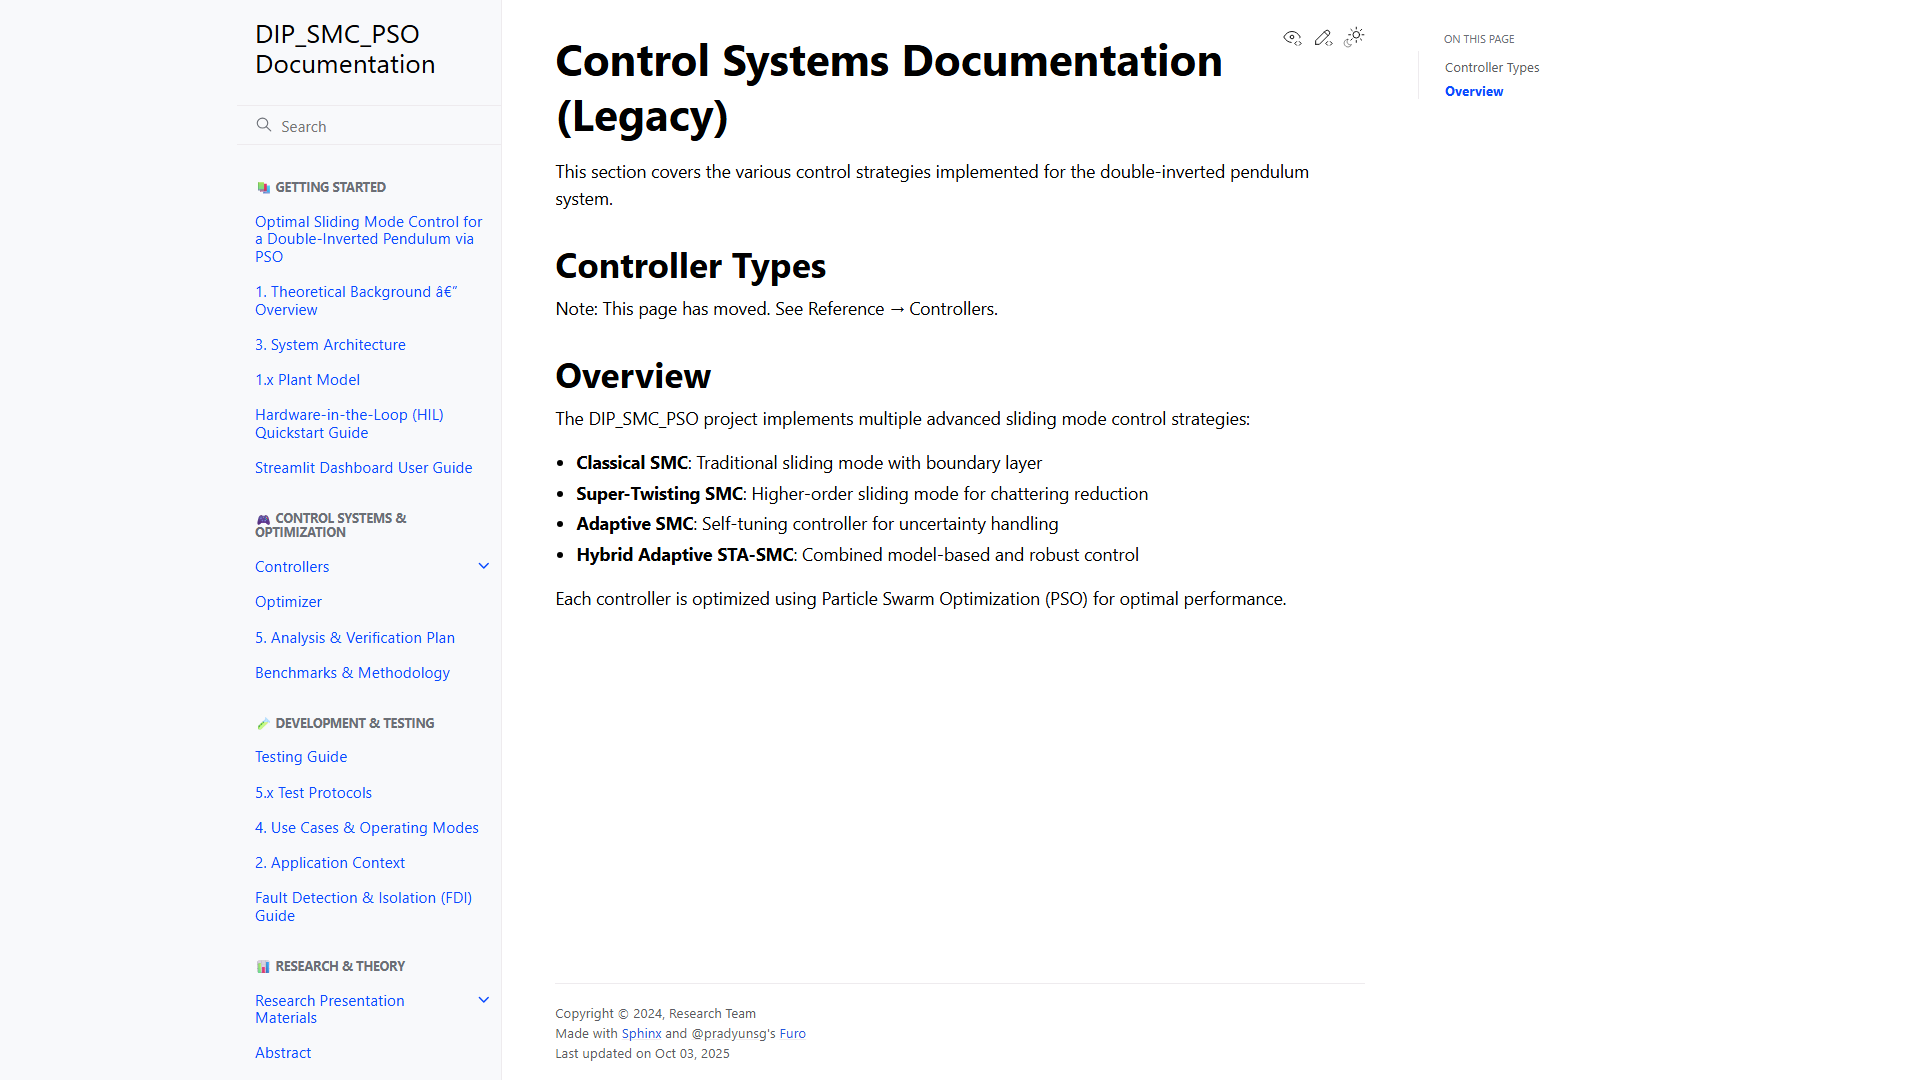 DIP_SMC_PSO
Documentation
Search
GETTING STARTED
Optimal Sliding Mode Control for
a Double-Inverted Pendulum via
PSO
1. Theoretical Background â€”
Overview
3. System Architecture
1.x Plant Model
Hardware-in-the-Loop (HIL)
Quickstart Guide
Streamlit Dashboard User Guide
CONTROL SYSTEMS &
OPTIMIZATION
Controllers
Optimizer
5. Analysis & Verification Plan
Benchmarks & Methodology
DEVELOPMENT & TESTING
Testing Guide
5.x Test Protocols
4. Use Cases & Operating Modes
2. Application Context
Fault Detection & Isolation (FDI)
Guide
RESEARCH & THEORY
Research Presentation
Materials
Abstract
Control Systems Documentation
(Legacy)
This section covers the various control strategies implemented for the double-inverted pendulum
system.
Controller Types
Note: This page has moved. See Reference → Controllers.
Overview
The DIP_SMC_PSO project implements multiple advanced sliding mode control strategies:
• Classical SMC: Traditional sliding mode with boundary layer
• Super-Twisting SMC: Higher-order sliding mode for chattering reduction
• Adaptive SMC: Self-tuning controller for uncertainty handling
• Hybrid Adaptive STA-SMC: Combined model-based and robust control
Each controller is optimized using Particle Swarm Optimization (PSO) for optimal performance.
Copyright © 2024, Research Team
Made with Sphinx and @pradyunsg's Furo
Last updated on Oct 03, 2025
ON THIS PAGE
Controller Types
Overview